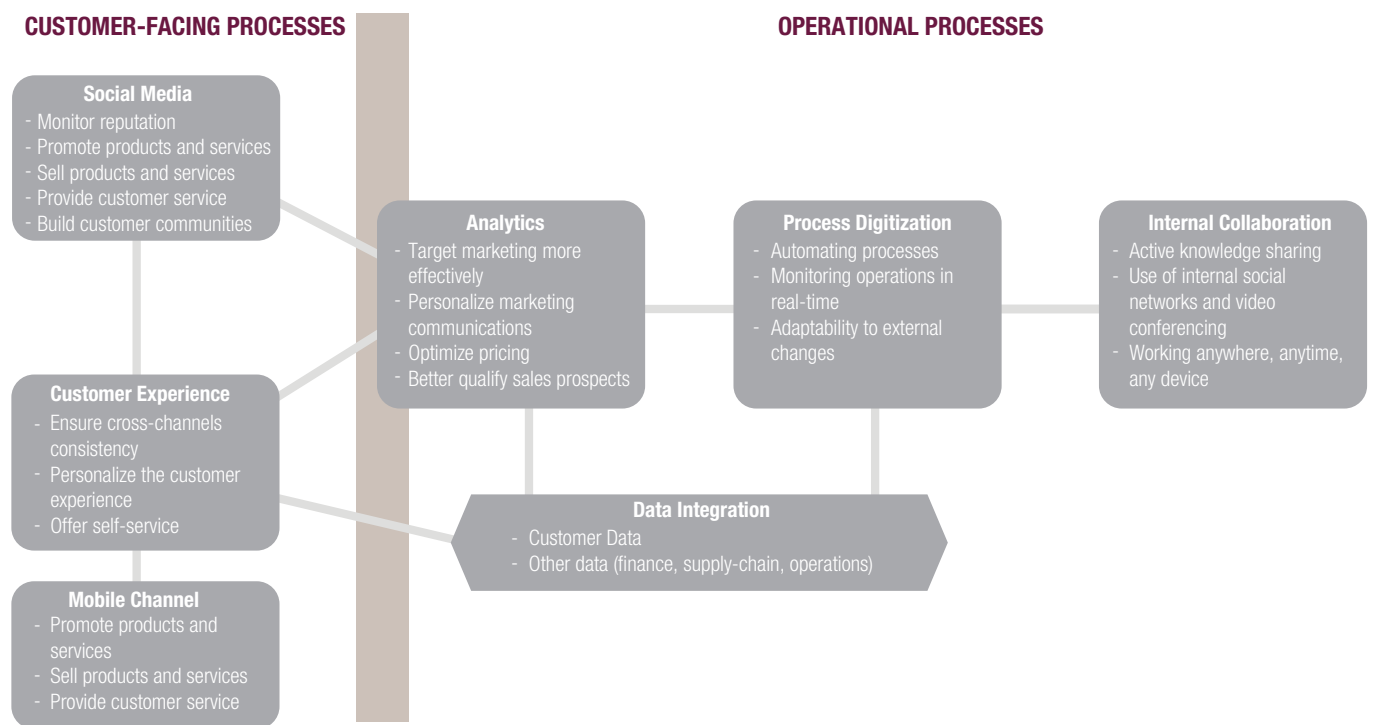 CUSTOMER-FACING PROCESSES
OPERATIONAL PROCESSES
Social Media
- Monitor reputation
- Promote products and services
- Sell products and services
- Provide customer service
- Build customer communities
Customer Experience
- Ensure cross-channels
consistency
- Personalize the customer
experience
- Offer self-service
Mobile Channel
- Promote products and
services
- Sell products and services
- Provide customer service
Analytics
- Target marketing more
effectively
- Personalize marketing
communications
- Optimize pricing
- Better qualify sales prospects
Process Digitization
- Automating processes
- Monitoring operations in
real-time
- Adaptability to external
changes
Internal Collaboration
- Active knowledge sharing
- Use of internal social
networks and video
conferencing
- Working anywhere, anytime,
any device
Data Integration
- Customer Data
- Other data (finance, supply-chain, operations)